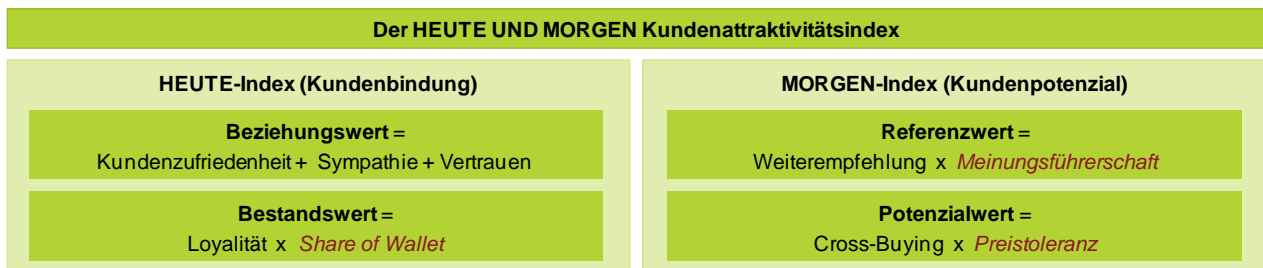 Der HEUTE UND MORGEN Kundenattraktivitätsindex
HEUTE-Index (Kundenbindung)
Beziehungswert =
Kundenzufriedenheit + Sympathie + Vertrauen
Bestandswert =
Loyalität x Share of Wallet
MORGEN-Index (Kundenpotenzial)
Referenzwert =
Weiterempfehlung x Meinungsführerschaft
Potenzialwert =
Cross-Buying x Preistoleranz